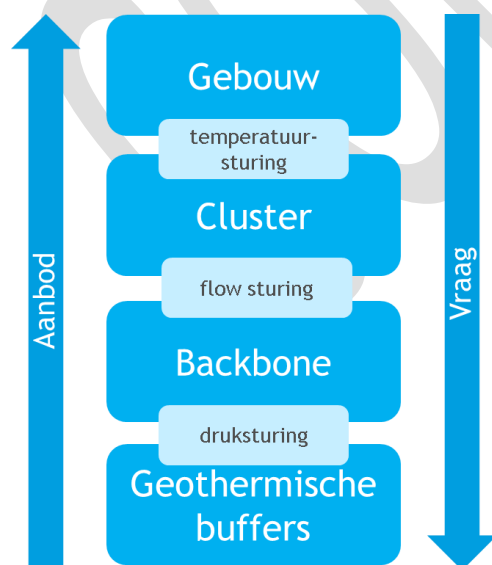 Gebouw
temperatuur-
sturing
Cluster
flow sturing
Backbone
druksturing
Geothermische
buffers
Aanbod
Vraag